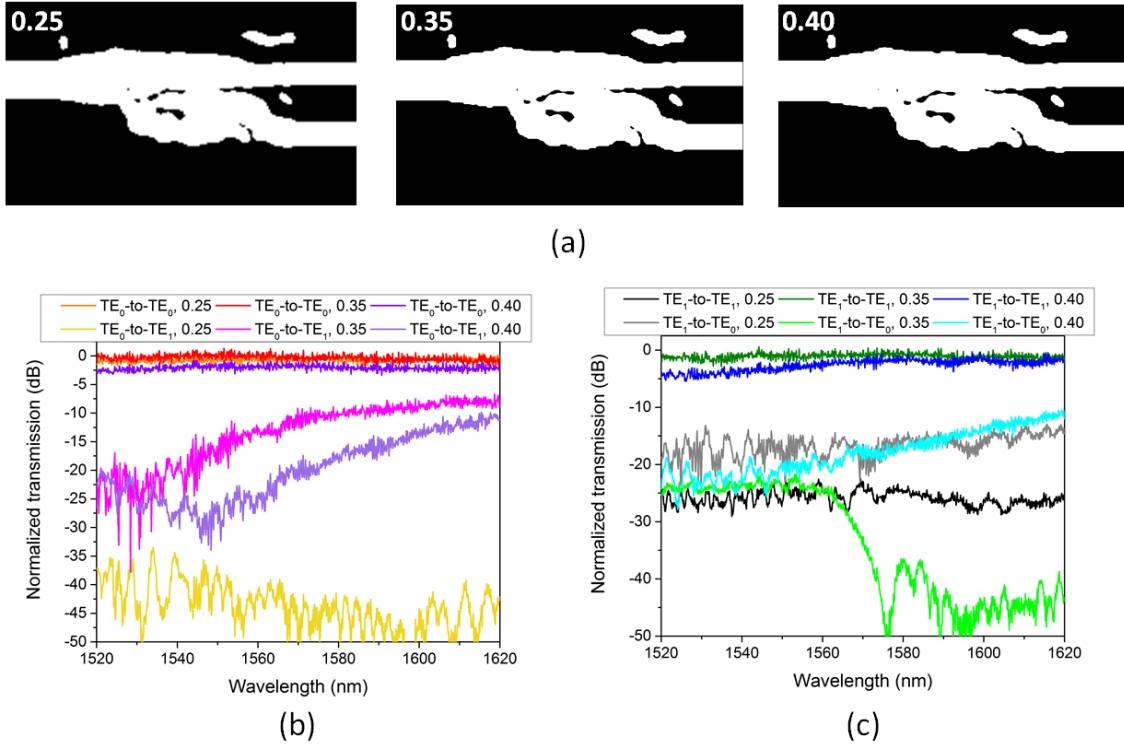 0.25 0.35 0.40
(a)
TE₀-to-TE₀, 0.25 TE₀-to-TE₀, 0.35 TE₀-to-TE₀, 0.40
TE₀-to-TE₁, 0.25 TE₀-to-TE₁, 0.35 TE₀-to-TE₁, 0.40
Normalized transmission (dB)
0
-5
-10
-15
-20
-25
-30
-35
-40
-45
-50
1520 1540 1560 1580 1600 1620
Wavelength (nm)
(b)
TE₁-to-TE₁, 0.25 TE₁-to-TE₁, 0.35 TE₁-to-TE₁, 0.40
TE₁-to-TE₀, 0.25 TE₁-to-TE₀, 0.35 TE₁-to-TE₀, 0.40
Normalized transmission (dB)
0
-10
-20
-30
-40
-50
1520 1540 1560 1580 1600 1620
Wavelength (nm)
(c)